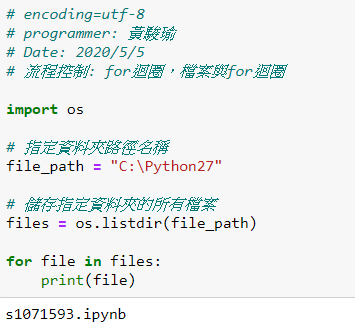 # encoding=utf-8
# programmer: 黃駿瑜
# Date: 2020/5/5
# 流程控制: for迴圈，檔案與for迴圈
import os
# 指定資料夾路徑名稱
file_path = "C:\Python27"
# 儲存指定資料夾的所有檔案
files = os.listdir(file_path)
for file in files:
    print(file)
s1071593.ipynb